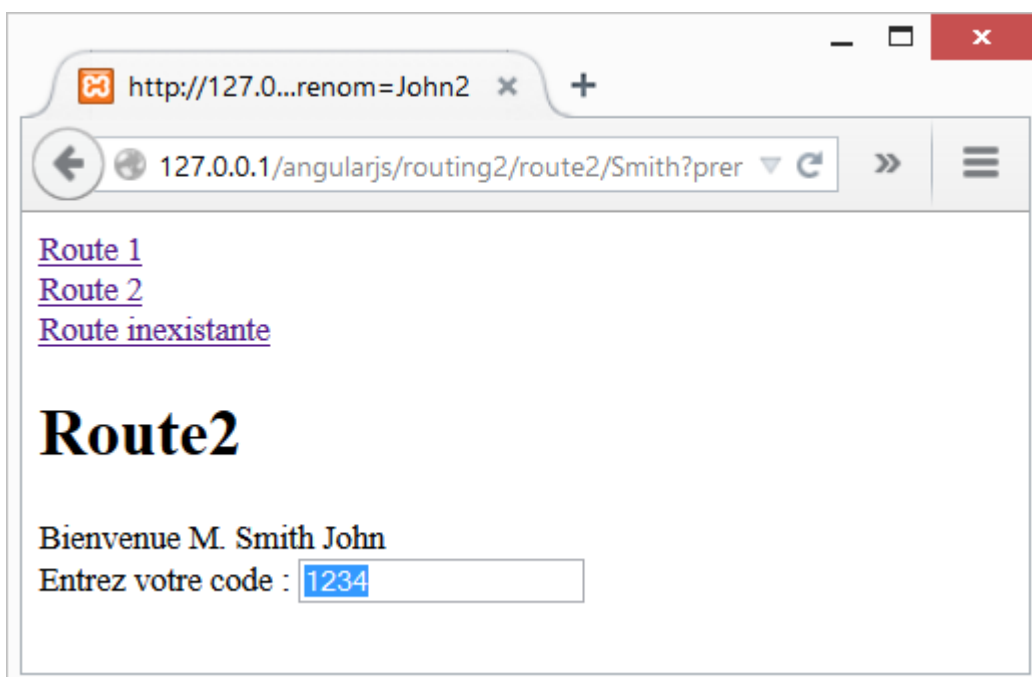 http://127.0...renom=John2
127.0.0.1/angularjs/routing2/route2/Smith?prer
Route 1
Route 2
Route inexistante
Route2
Bienvenue M. Smith John
Entrez votre code : 1234